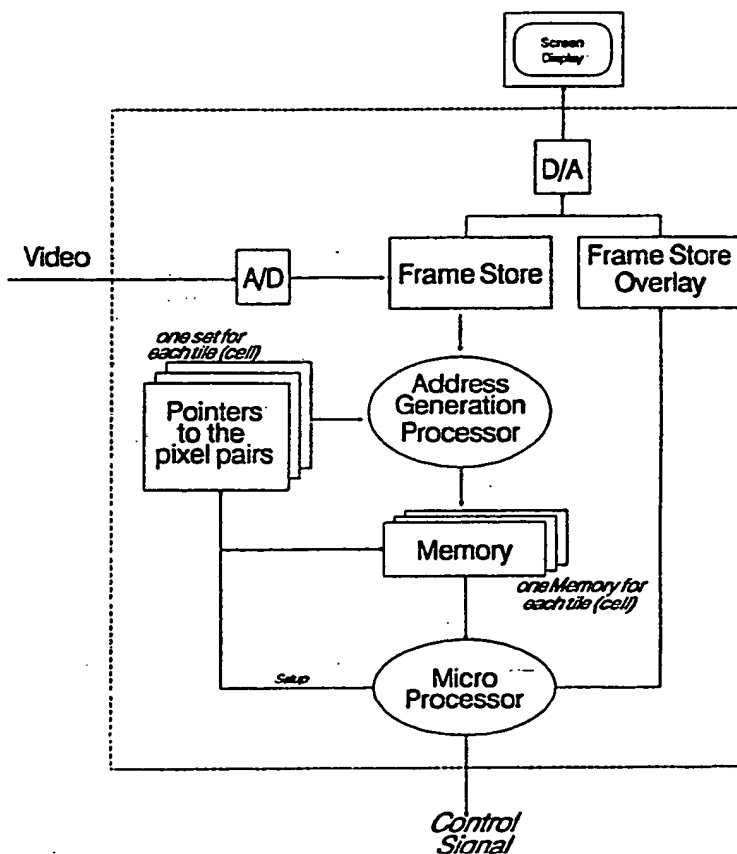 Screen
Display
D/A
Video
A/D
Frame Store
Frame Store
Overlay
one set for
each tile (cell)
Pointers
to the
pixel pairs
Address
Generation
Processor
Memory
one Memory for
each tile (cell)
Setup
Micro
Processor
Control
Signal